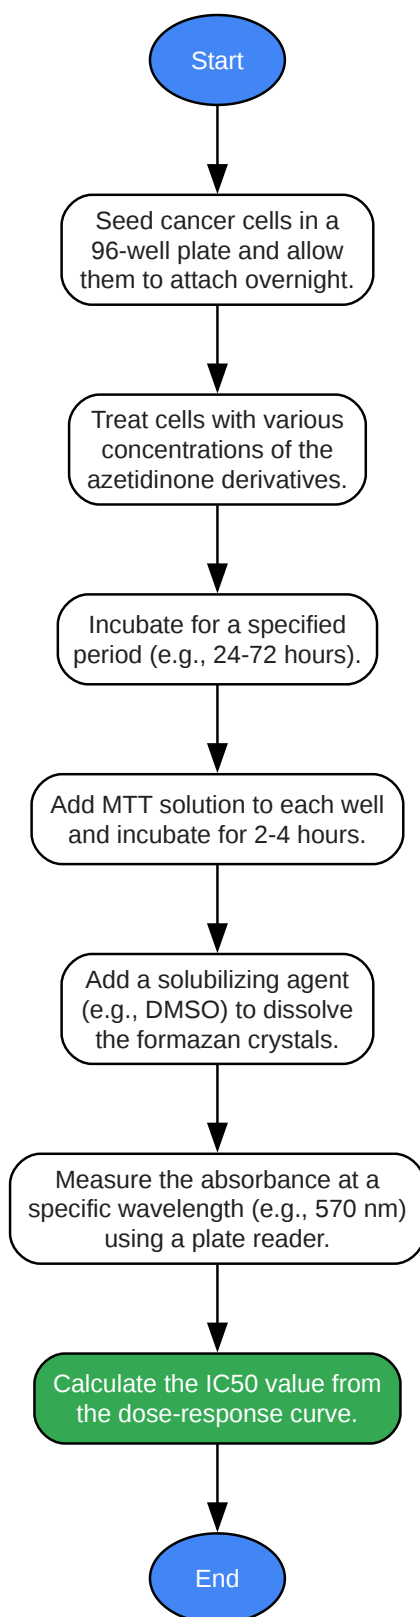 Start
Seed cancer cells in a
96-well plate and allow
them to attach overnight.
Treat cells with various
concentrations of the
azetidinone derivatives.
Incubate for a specified
period (e.g., 24-72 hours).
Add MTT solution to each well
and incubate for 2-4 hours.
Add a solubilizing agent
(e.g., DMSO) to dissolve
the formazan crystals.
Measure the absorbance at a
specific wavelength (e.g., 570 nm)
using a plate reader.
Calculate the IC50 value from
the dose-response curve.
End